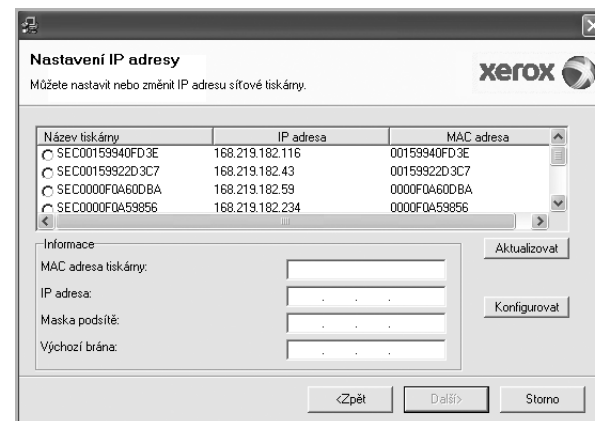 Nastavení IP adresy
Můžete nastavit nebo změnit IP adresu síťové tiskárny.
xerox
Název tiskárny IP adresa MAC adresa
SEC00159940FD3E 168.219.182.116 00159940FD3E
SEC00159922D3C7 168.219.182.43 00159922D3C7
SEC0000F0A60DBA 168.219.182.59 0000F0A60DBA
SEC0000F0A59856 168.219.182.234 0000F0A59856
Informace
MAC adresa tiskárny:
IP adresa:
Maska podsítě:
Výchozí brána:
Aktualizovat
Konfigurovat
<Zpět Další> Storno